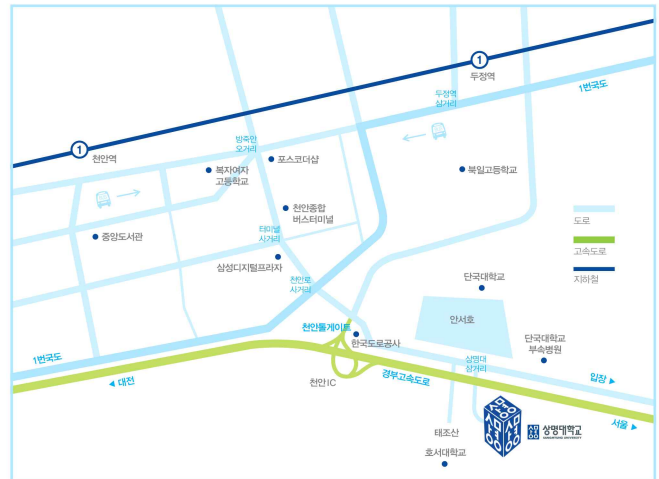 1
두정역
1번국도
두정역
삼거리
1
천안역
방죽안
오거리
포스코더샵
복자여자
고등학교
북일고등학교
천안종합
버스터미널
중앙도서관
터미널
사거리
삼성디지털프라자
천안로
사거리
도로
고속도로
지하철
단국대학교
안서호
천안톨게이트
한국도로공사
단국대학교
부속병원
1번국도
대전
천안 IC
경부고속도로
상명대
삼거리
입장
서울
태조산
호서대학교
상명대학교